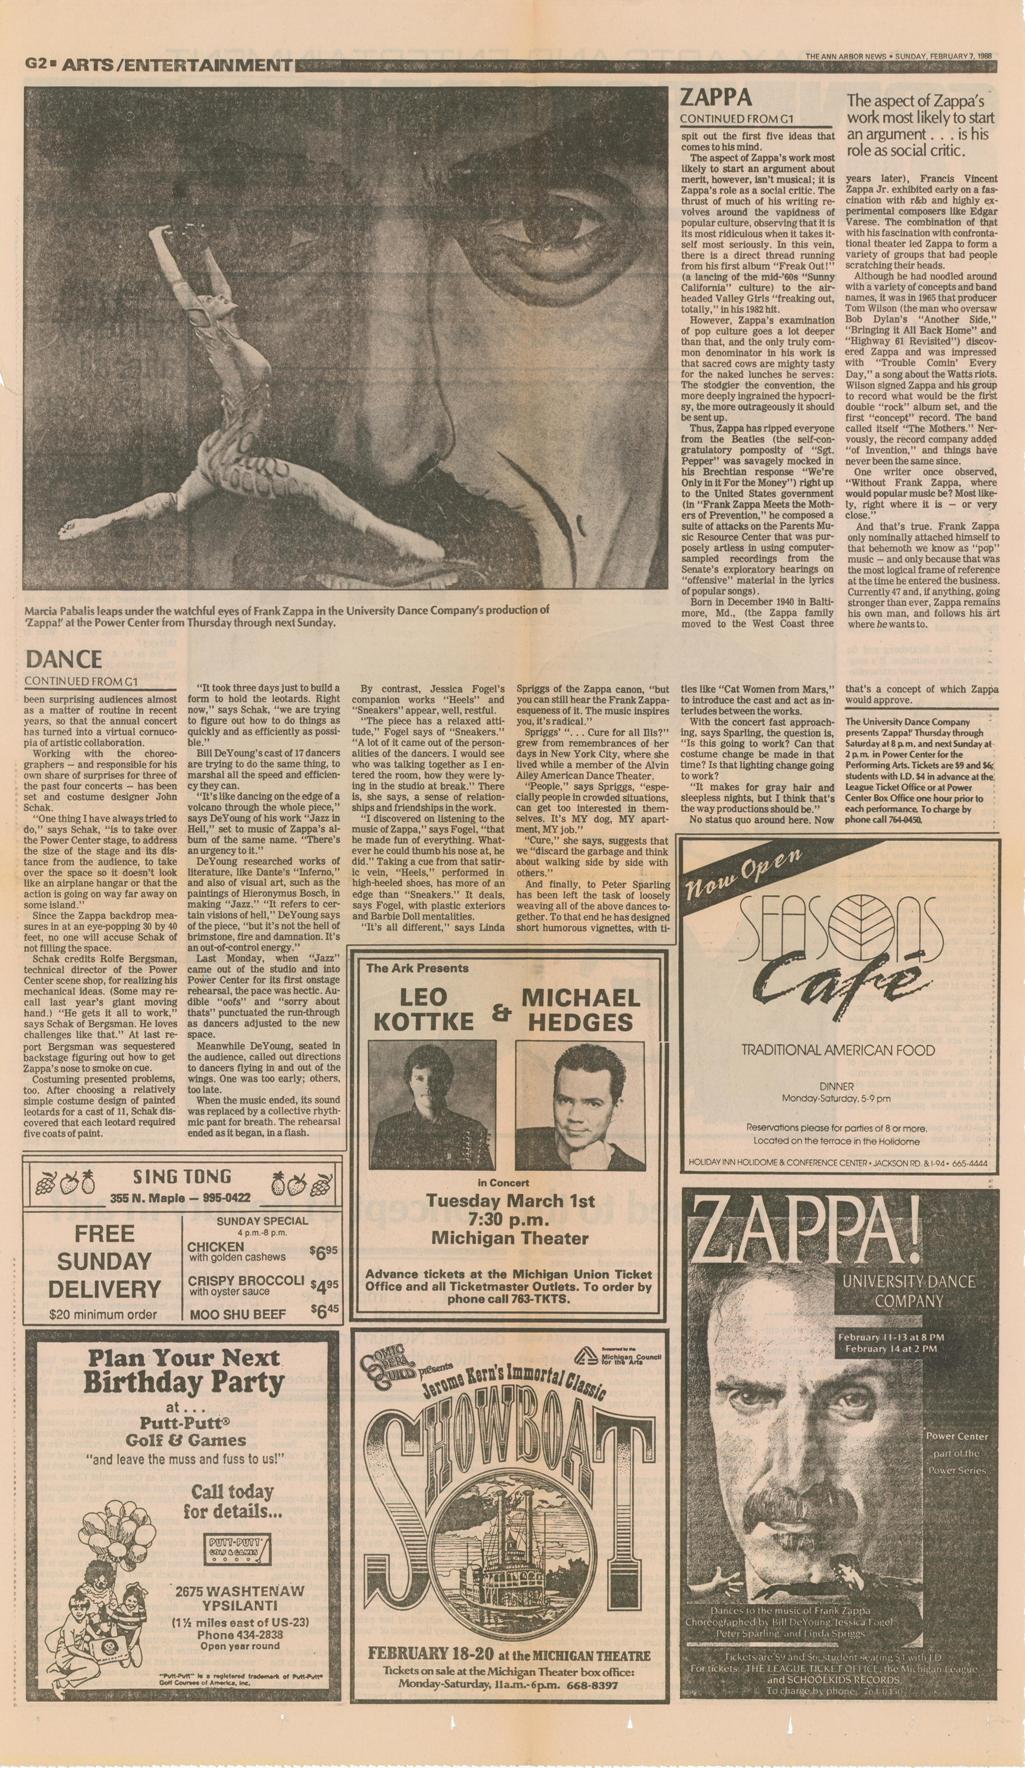 G2 ▪ ARTS/ENTERTAINMENT
THE ANN ARBOR NEWS • SUNDAY, FEBRUARY 7, 1988
Marcia Pabalis leaps under the watchful eyes of Frank Zappa in the University Dance Company's production of
'Zappa!' at the Power Center from Thursday through next Sunday.
ZAPPA
CONTINUED FROM G1
spit out the first five ideas that
comes to his mind.
The aspect of Zappa's work most
likely to start an argument about
merit, however, isn't musical; it is
Zappa's role as a social critic. The
thrust of much of his writing re-
volves around the vapidness of
popular culture, observing that it is
its most ridiculous when it takes it-
self most seriously. In this vein,
there is a direct thread running
from his first album "Freak Out!"
(a lancing of the mid-'60s "Sunny
California" culture) to the air-
headed Valley Girls "freaking out,
totally," in his 1982 hit.
However, Zappa's examination
of pop culture goes a lot deeper
than that, and the only truly com-
mon denominator in his work is
that sacred cows are mighty tasty
for the naked lunches he serves:
The stodgier the convention, the
more deeply ingrained the hypocri-
sy, the more outrageously it should
be sent up.
Thus, Zappa has ripped everyone
from the Beatles (the self-con-
gratulatory pomposity of "Sgt.
Pepper" was savagely mocked in
his Brechtian response "We're
Only in it For the Money") right up
to the United States government
(in "Frank Zappa Meets the Moth-
ers of Prevention," he composed a
suite of attacks on the Parents Mu-
sic Resource Center that was pur-
posely artless in using computer-
sampled recordings from the
Senate's exploratory hearings on
"offensive" material in the lyrics
of popular songs).
Born in December 1940 in Balti-
more, Md., (the Zappa family
moved to the West Coast three
The aspect of Zappa's
work most likely to start
an argument . . . is his
role as social critic.
years later), Francis Vincent
Zappa Jr. exhibited early on a fas-
cination with r&b and highly ex-
perimental composers like Edgar
Varese. The combination of that
with his fascination with confronta-
tional theater led Zappa to form a
variety of groups that had people
scratching their heads.
Although he had noodled around
with a variety of concepts and band
names, it was in 1965 that producer
Tom Wilson (the man who oversaw
Bob Dylan's "Another Side,"
"Bringing it All Back Home" and
"Highway 61 Revisited") discov-
ered Zappa and was impressed
with "Trouble Comin' Every
Day," a song about the Watts riots.
Wilson signed Zappa and his group
to record what would be the first
double "rock" album set, and the
first "concept" record. The band
called itself "The Mothers." Ner-
vously, the record company added
"of Invention," and things have
never been the same since.
One writer once observed,
"Without Frank Zappa, where
would popular music be? Most like-
ly, right where it is — or very
close."
And that's true. Frank Zappa
only nominally attached himself to
that behemoth we know as "pop"
music — and only because that was
the most logical frame of reference
at the time he entered the business.
Currently 47 and, if anything, going
stronger than ever, Zappa remains
his own man, and follows his art
where he wants to.
DANCE
CONTINUED FROM G1
been surprising audiences almost
as a matter of routine in recent
years, so that the annual concert
has turned into a virtual cornuco-
pia of artistic collaboration.
Working with the choreo-
graphers — and responsible for his
own share of surprises for three of
the past four concerts — has been
set and costume designer John
Schak.
"One thing I have always tried to
do," says Schak, "is to take over
the Power Center stage, to address
the size of the stage and its dis-
tance from the audience, to take
over the space so it doesn't look
like an airplane hangar or that the
action is going on way far away on
some island."
Since the Zappa backdrop mea-
sures in at an eye-popping 30 by 40
feet, no one will accuse Schak of
not filling the space.
Schak credits Rolfe Bergsman,
technical director of the Power
Center scene shop, for realizing his
mechanical ideas. (Some may re-
call last year's giant moving
hand.) "He gets it all to work,"
says Schak of Bergsman. He loves
challenges like that." At last re-
port Bergsman was sequestered
backstage figuring out how to get
Zappa's nose to smoke on cue.
Costuming presented problems,
too. After choosing a relatively
simple costume design of painted
leotards for a cast of 11, Schak dis-
covered that each leotard required
five coats of paint.
"It took three days just to build a
form to hold the leotards. Right
now," says Schak, "we are trying
to figure out how to do things as
quickly and as efficiently as possi-
ble."
Bill DeYoung's cast of 17 dancers
are trying to do the same thing, to
marshal all the speed and efficien-
cy they can.
"It's like dancing on the edge of a
volcano through the whole piece,"
says DeYoung of his work "Jazz in
Hell," set to music of Zappa's al-
bum of the same name. "There's
an urgency to it."
DeYoung researched works of
literature, like Dante's "Inferno,"
and also of visual art, such as the
paintings of Hieronymus Bosch, in
making "Jazz." "It refers to cer-
tain visions of hell," DeYoung says
of the piece, "but it's not the hell of
brimstone, fire and damnation. It's
an out-of-control energy."
Last Monday, when "Jazz"
came out of the studio and into
Power Center for its first onstage
rehearsal, the pace was hectic. Au-
dible "oofs" and "sorry about
thats" punctuated the run-through
as dancers adjusted to the new
space.
Meanwhile DeYoung, seated in
the audience, called out directions
to dancers flying in and out of the
wings. One was too early; others,
too late.
When the music ended, its sound
was replaced by a collective rhyth-
mic pant for breath. The rehearsal
ended as it began, in a flash.
By contrast, Jessica Fogel's
companion works "Heels" and
"Sneakers" appear, well, restful.
"The piece has a relaxed atti-
tude," Fogel says of "Sneakers."
"A lot of it came out of the person-
alities of the dancers. I would see
who was talking together as I en-
tered the room, how they were ly-
ing in the studio at break." There
is, she says, a sense of relation-
ships and friendships in the work.
"I discovered on listening to the
music of Zappa," says Fogel, "that
he made fun of everything. What-
ever he could thumb his nose at, he
did." Taking a cue from that satir-
ic vein, "Heels," performed in
high-heeled shoes, has more of an
edge than "Sneakers." It deals,
says Fogel, with plastic exteriors
and Barbie Doll mentalities.
"It's all different," says Linda
Spriggs of the Zappa canon, "but
you can still hear the Frank Zappa-
esqueness of it. The music inspires
you, it's radical."
Spriggs' ". . . Cure for all Ills?"
grew from remembrances of her
days in New York City, where she
lived while a member of the Alvin
Ailey American Dance Theater.
"People," says Spriggs, "espe-
cially people in crowded situations,
can get too interested in them-
selves. It's MY dog, MY apart-
ment, MY job."
"Cure," she says, suggests that
we "discard the garbage and think
about walking side by side with
others."
And finally, to Peter Sparling
has been left the task of loosely
weaving all of the above dances to-
gether. To that end he has designed
short humorous vignettes, with ti-
tles like "Cat Women from Mars,"
to introduce the cast and act as in-
terludes between the works.
With the concert fast approach-
ing, says Sparling, the question is,
"Is this going to work? Can that
costume change be made in that
time? Is that lighting change going
to work?
"It makes for gray hair and
sleepless nights, but I think that's
the way productions should be."
No status quo around here. Now
that's a concept of which Zappa
would approve.
The University Dance Company
presents 'Zappa!' Thursday through
Saturday at 8 p.m. and next Sunday at
2 p.m. in Power Center for the
Performing Arts. Tickets are $9 and $6;
students with I.D. $4 in advance at the
League Ticket Office or at Power
Center Box Office one hour prior to
each performance. To charge by
phone call 764-0450.
Now Open
SEASONS
Café
TRADITIONAL AMERICAN FOOD
DINNER
Monday-Saturday, 5-9 pm
Reservations please for parties of 8 or more.
Located on the terrace in the Holidome
HOLIDAY INN HOLIDOME & CONFERENCE CENTER • JACKSON RD. & I-94 • 665-4444
The Ark Presents
LEO KOTTKE & MICHAEL HEDGES
in Concert
Tuesday March 1st
7:30 p.m.
Michigan Theater
Advance tickets at the Michigan Union Ticket
Office and all Ticketmaster Outlets. To order by
phone call 763-TKTS.
SING TONG
355 N. Maple — 995-0422
FREE
SUNDAY
DELIVERY
$20 minimum order
SUNDAY SPECIAL
4 p.m.-8 p.m.
CHICKEN $6.95
with golden cashews
CRISPY BROCCOLI $4.95
with oyster sauce
MOO SHU BEEF $6.45
Plan Your Next
Birthday Party
at . . .
Putt-Putt®
Golf & Games
"and leave the muss and fuss to us!"
Call today
for details...
PUTT-PUTT
GOLF & GAMES
2675 WASHTENAW
YPSILANTI
(1½ miles east of US-23)
Phone 434-2838
Open year round
"Putt-Putt" is a registered trademark of Putt-Putt®
Golf Courses of America, Inc.
COMIC OPERA GUILD presents
Supported by the
Michigan Council
for the Arts
Jerome Kern's Immortal Classic
SHOWBOAT
FEBRUARY 18-20 at the MICHIGAN THEATRE
Tickets on sale at the Michigan Theater box office:
Monday-Saturday, 11a.m.-6p.m. 668-8397
ZAPPA!
UNIVERSITY DANCE
COMPANY
February 11-13 at 8 PM
February 14 at 2 PM
Power Center
part of the
Power Series
Dances to the music of Frank Zappa
Choreographed by Bill DeYoung, Jessica Fogel
Peter Sparling, and Linda Spriggs
Tickets are $9 and $6, student seating $4 with I.D.
For tickets: THE LEAGUE TICKET OFFICE, the Michigan League
and SCHOOLKIDS RECORDS
To charge by phone, 764-0450